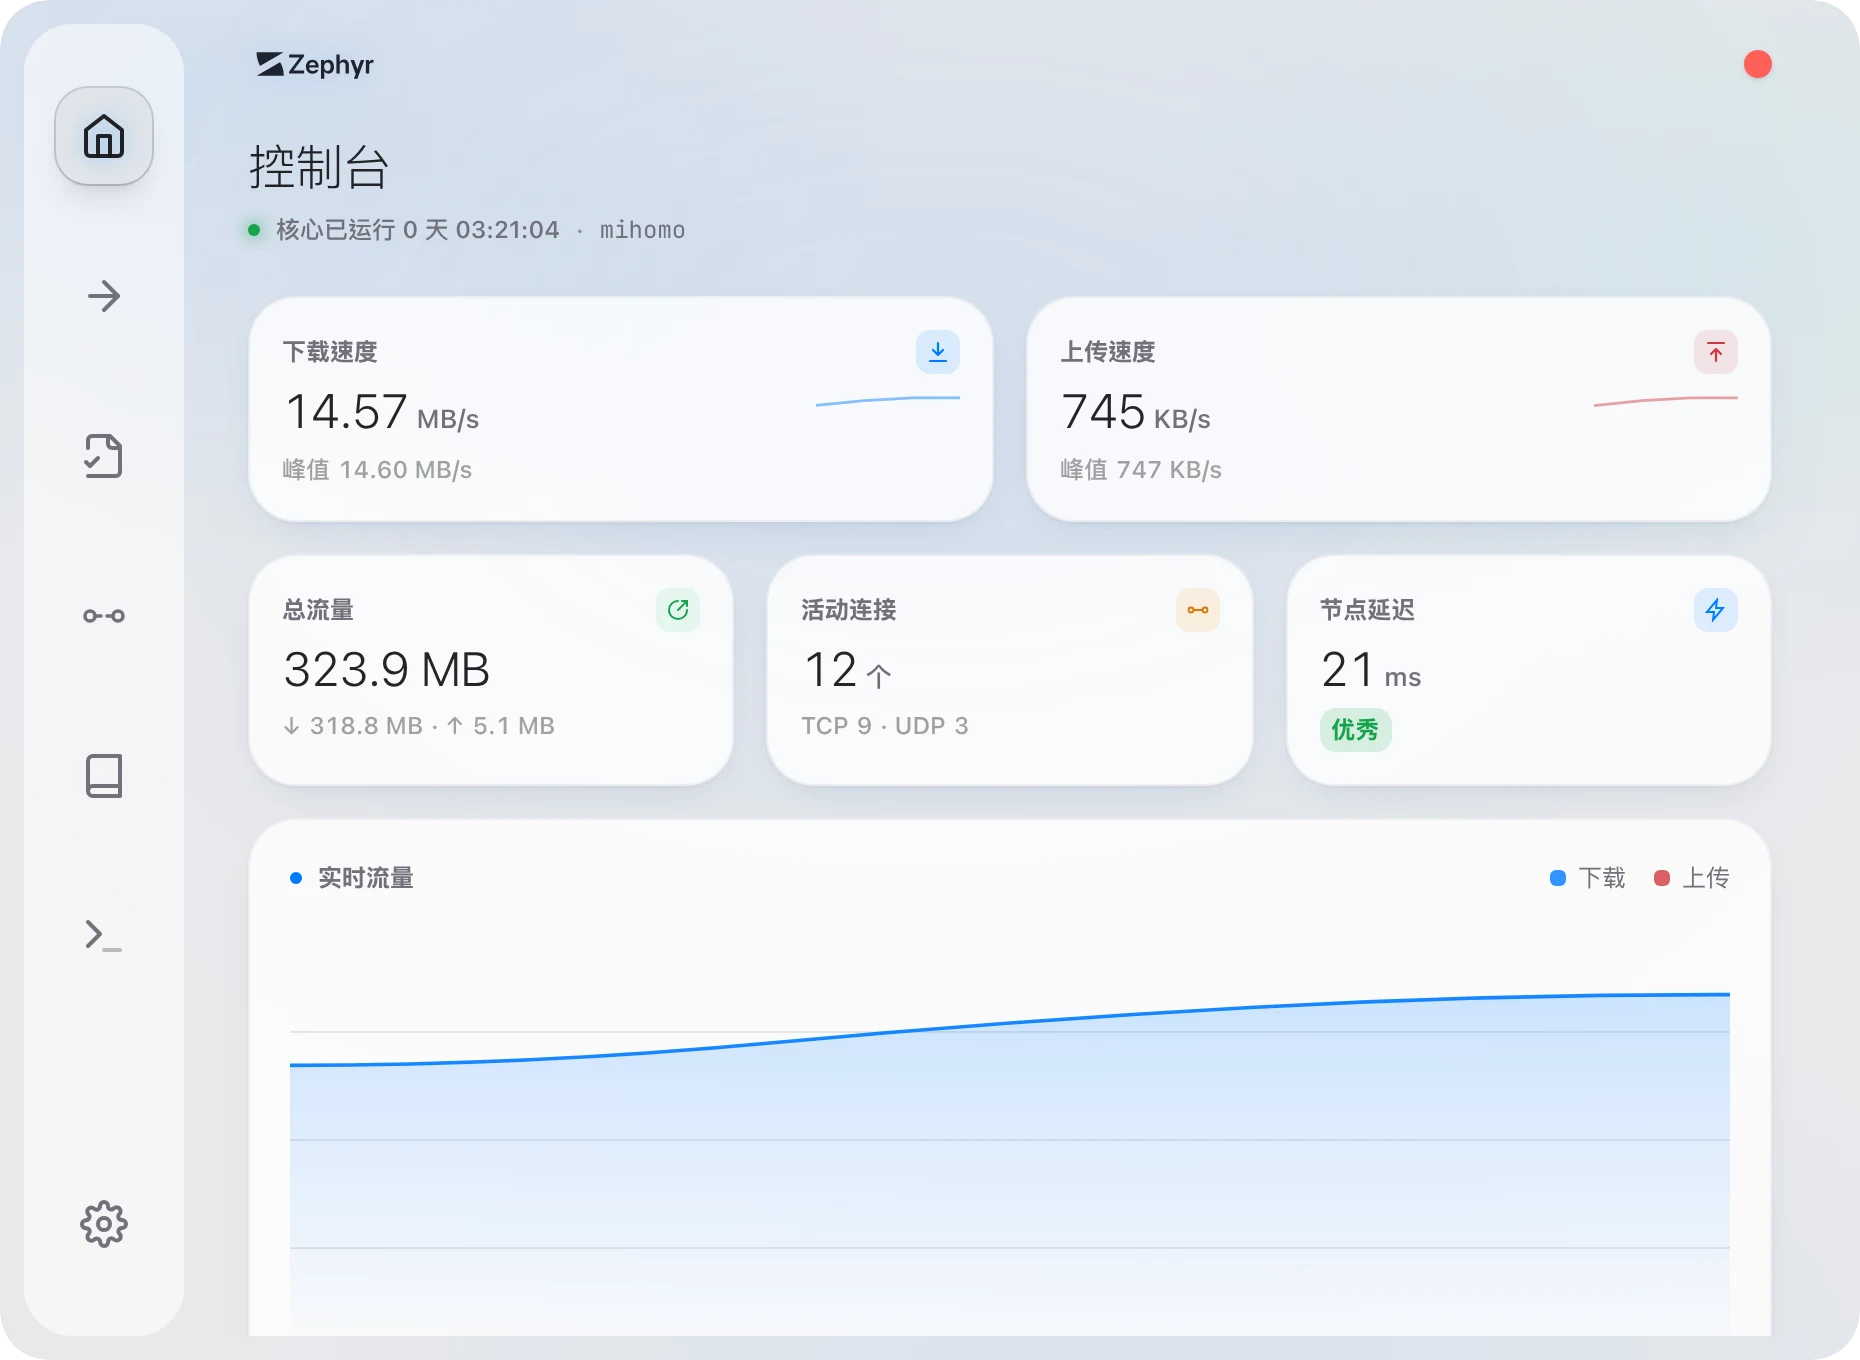 Zephyr
控制台
核心已运行 0 天 03:21:04 · mihomo
下载速度
14.57 MB/s
峰值 14.60 MB/s
上传速度
745 KB/s
峰值 747 KB/s
总流量
323.9 MB
↓ 318.8 MB · ↑ 5.1 MB
活动连接
12 个
TCP 9 · UDP 3
节点延迟
21 ms
优秀
实时流量
下载 上传